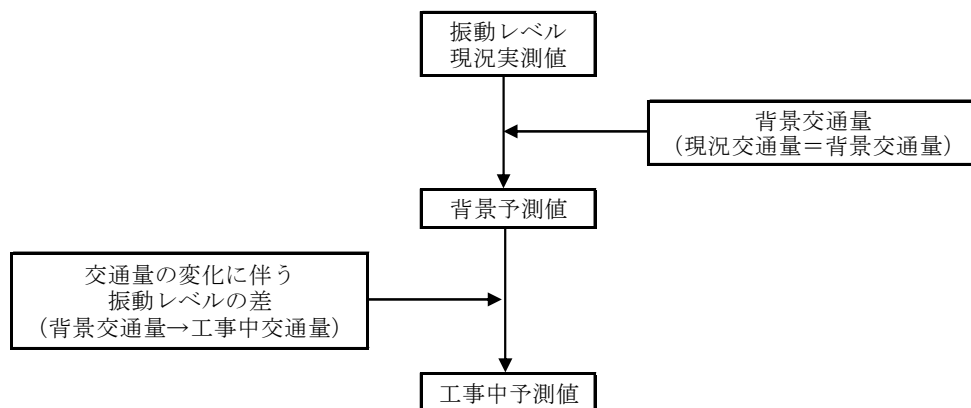 振動レベル
現況実測値
背景交通量
（現況交通量＝背景交通量）
背景予測値
交通量の変化に伴う
振動レベルの差
（背景交通量→工事中交通量）
工事中予測値